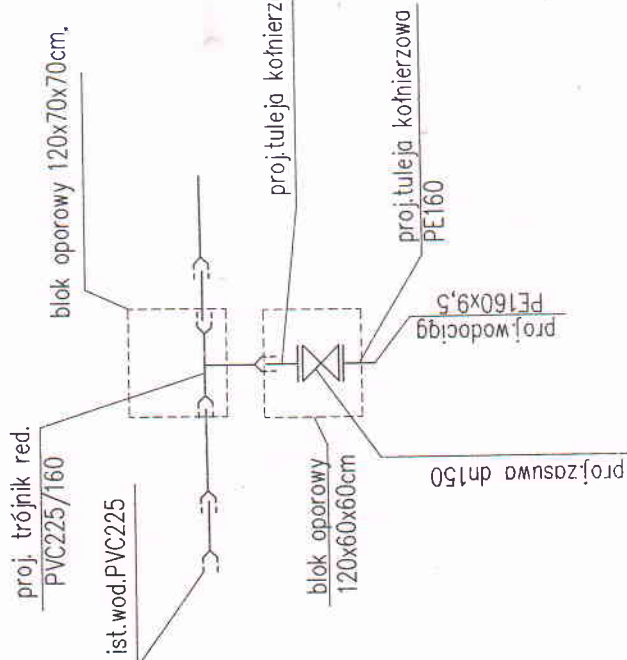 blok oporowy 120x70x70cm.
proj.tuleja kołnierz
proj. trójnik red.
PVC225/160
ist.wod.PVC225
proj.tuleja kołnierzowa
PE160
proj.wodociąg
PE160x9,5
blok oporowy
120x60x60cm
proj.zasuwa dn150